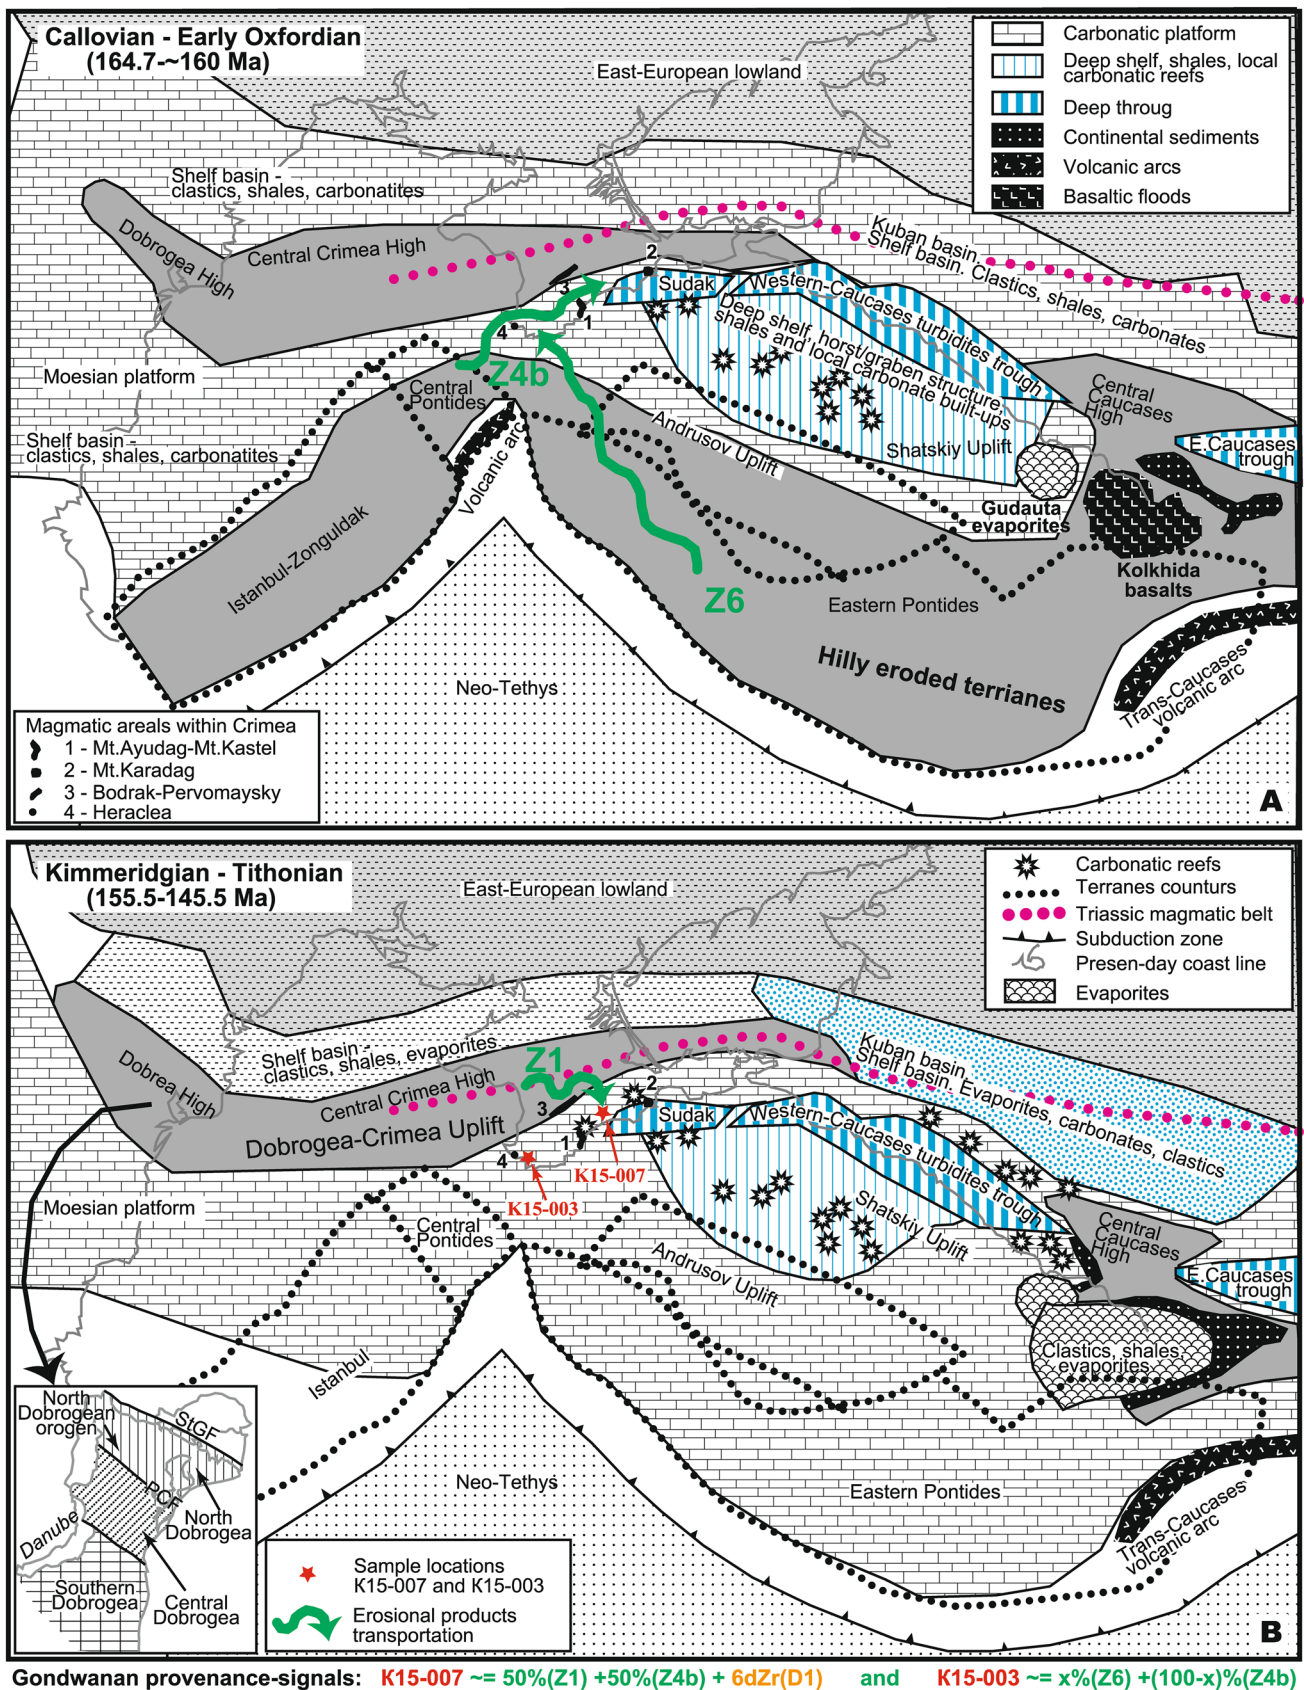 Callovian - Early Oxfordian
(164.7-~160 Ma)
East-European lowland
Carbonatic platform
Deep shelf, shales, local
carbonatic reefs
Deep throug
Continental sediments
Volcanic arcs
Basaltic floods
Shelf basin -
clastics, shales, carbonatites
Dobrogea High
Central Crimea High
Kuban basin.
Shelf basin. Clastics, shales, carbonates
2
3
1
4
Sudak
Western-Caucases turbidites trough
Deep shelf, horst/graben structure,
shales and local carbonate built-ups
Moesian platform
Z4b
Central
Pontides
Central
Caucases
High
Shelf basin -
clastics, shales, carbonatites
Volcanic arc
Andrusov Uplift
Shatskiy Uplift
E.Caucases
trough
Gudauta
evaporites
Istanbul-Zonguldak
Kolkhida
basalts
Z6
Eastern Pontides
Hilly eroded terrianes
Neo-Tethys
Trans-Caucases
volcanic arc
Magmatic areals within Crimea
1 - Mt.Ayudag-Mt.Kastel
2 - Mt.Karadag
3 - Bodrak-Pervomaysky
4 - Heraclea
A
Kimmeridgian - Tithonian
(155.5-145.5 Ma)
East-European lowland
Carbonatic reefs
Terranes counturs
Triassic magmatic belt
Subduction zone
Presen-day coast line
Evaporites
Shelf basin -
clastics, shales, evaporites
Z1
Kuban basin.
Shelf basin. Evaporites, carbonates, clastics
Dobrea High
Central Crimea High
Dobrogea-Crimea Uplift
2
3
1
4
Sudak
Western-Caucases turbidites trough
K15-007
K15-003
Moesian platform
Central
Pontides
Shatskiy Uplift
Andrusov Uplift
Central
Caucases
High
E.Caucases
trough
Clastics, shales,
evaporites
Istanbul
North
Dobrogean
orogen
StGF
PCF
North
Dobrogea
Danube
Southern
Dobrogea
Central
Dobrogea
Neo-Tethys
Eastern Pontides
Trans-Caucases
volcanic arc
Sample locations
K15-007 and K15-003
Erosional products
transportation
B
Gondwanan provenance-signals: K15-007 ~= 50%(Z1) +50%(Z4b) + 6dZr(D1) and K15-003 ~= x%(Z6) +(100-x)%(Z4b)